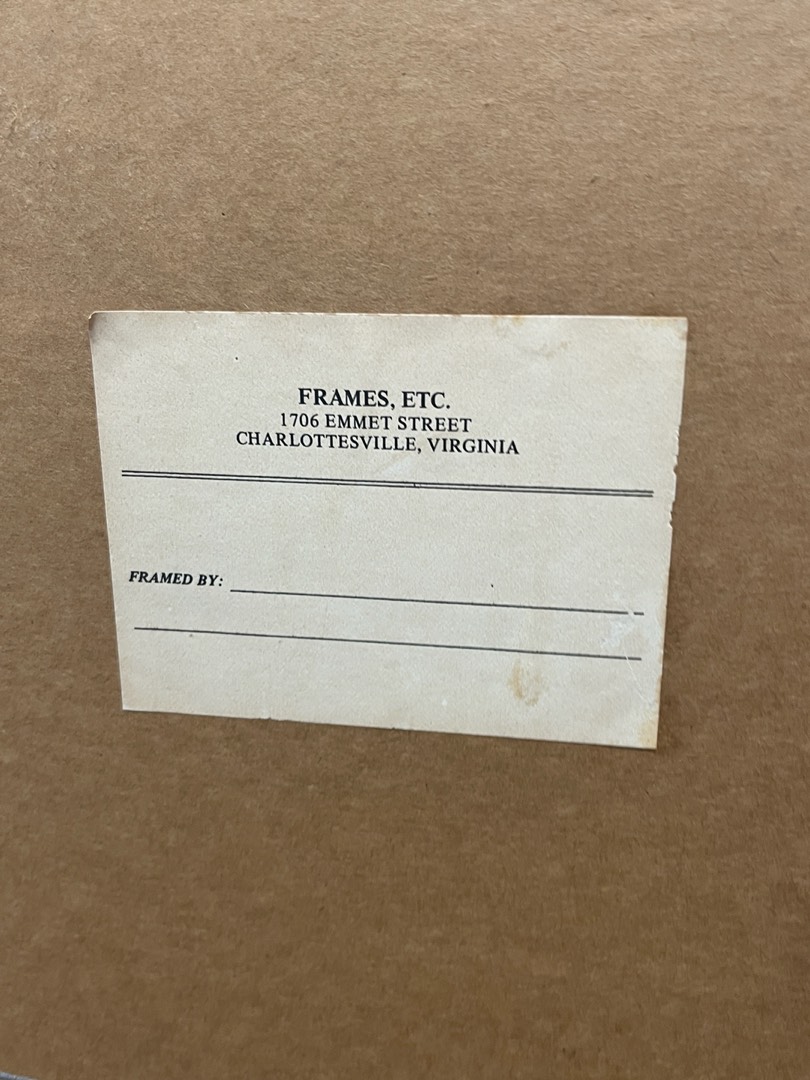 FRAMES, ETC.
1706 EMMET STREET
CHARLOTTESVILLE, VIRGINIA
FRAMED BY: